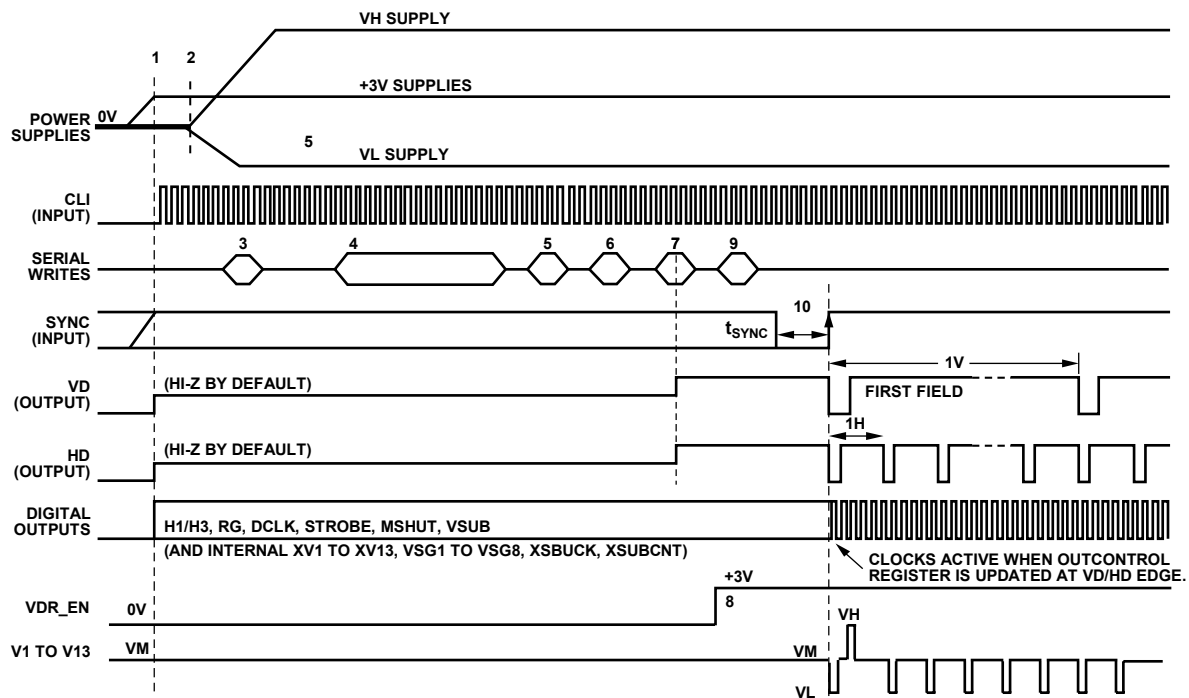 VH SUPPLY
1
2
+3V SUPPLIES
0V
POWER
SUPPLIES
5
VL SUPPLY
CLI
(INPUT)
3
4
5
6
7
9
SERIAL
WRITES
10
SYNC
(INPUT)
tSYNC
1V
VD
(OUTPUT)
(HI-Z BY DEFAULT)
FIRST FIELD
1H
HD
(OUTPUT)
(HI-Z BY DEFAULT)
DIGITAL
OUTPUTS
H1/H3, RG, DCLK, STROBE, MSHUT, VSUB
(AND INTERNAL XV1 TO XV13, VSG1 TO VSG8, XSBUCK, XSUBCNT)
CLOCKS ACTIVE WHEN OUTCONTROL
REGISTER IS UPDATED AT VD/HD EDGE.
+3V
VDR_EN
0V
8
VH
V1 TO V13
VM
VM
VL